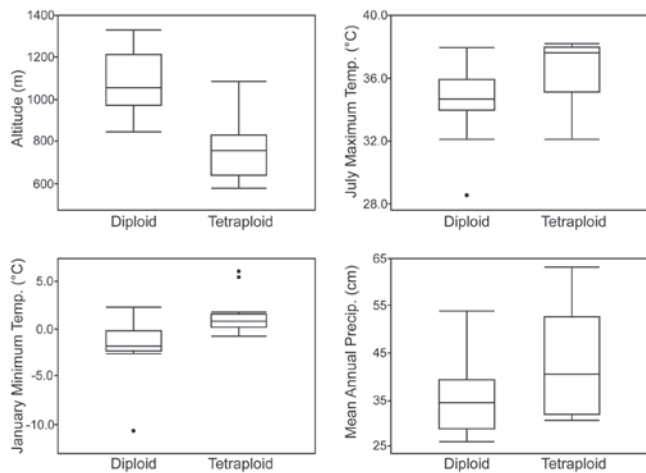 Altitude (m)
1400
1200
1000
800
600
Diploid Tetraploid
July Maximum Temp. (°C)
40.0
36.0
32.0
28.0
Diploid Tetraploid
January Minimum Temp. (°C)
5.0
0.0
-5.0
-10.0
Diploid Tetraploid
Mean Annual Precip. (cm)
65
55
45
35
25
Diploid Tetraploid